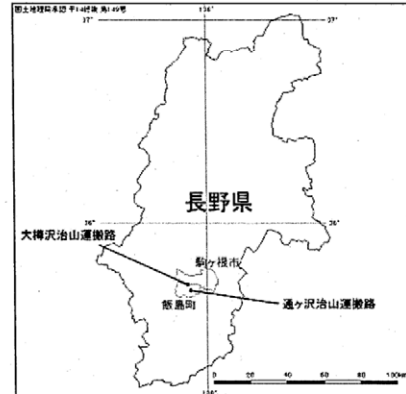 国土地理院承認 平14総複 第149号
138°
37°
37°
長野県
36°
36°
大樽沢治山運搬路
駒ヶ根市
飯島町
通ヶ沢治山運搬路
0 20 40 60 80 100km
138°